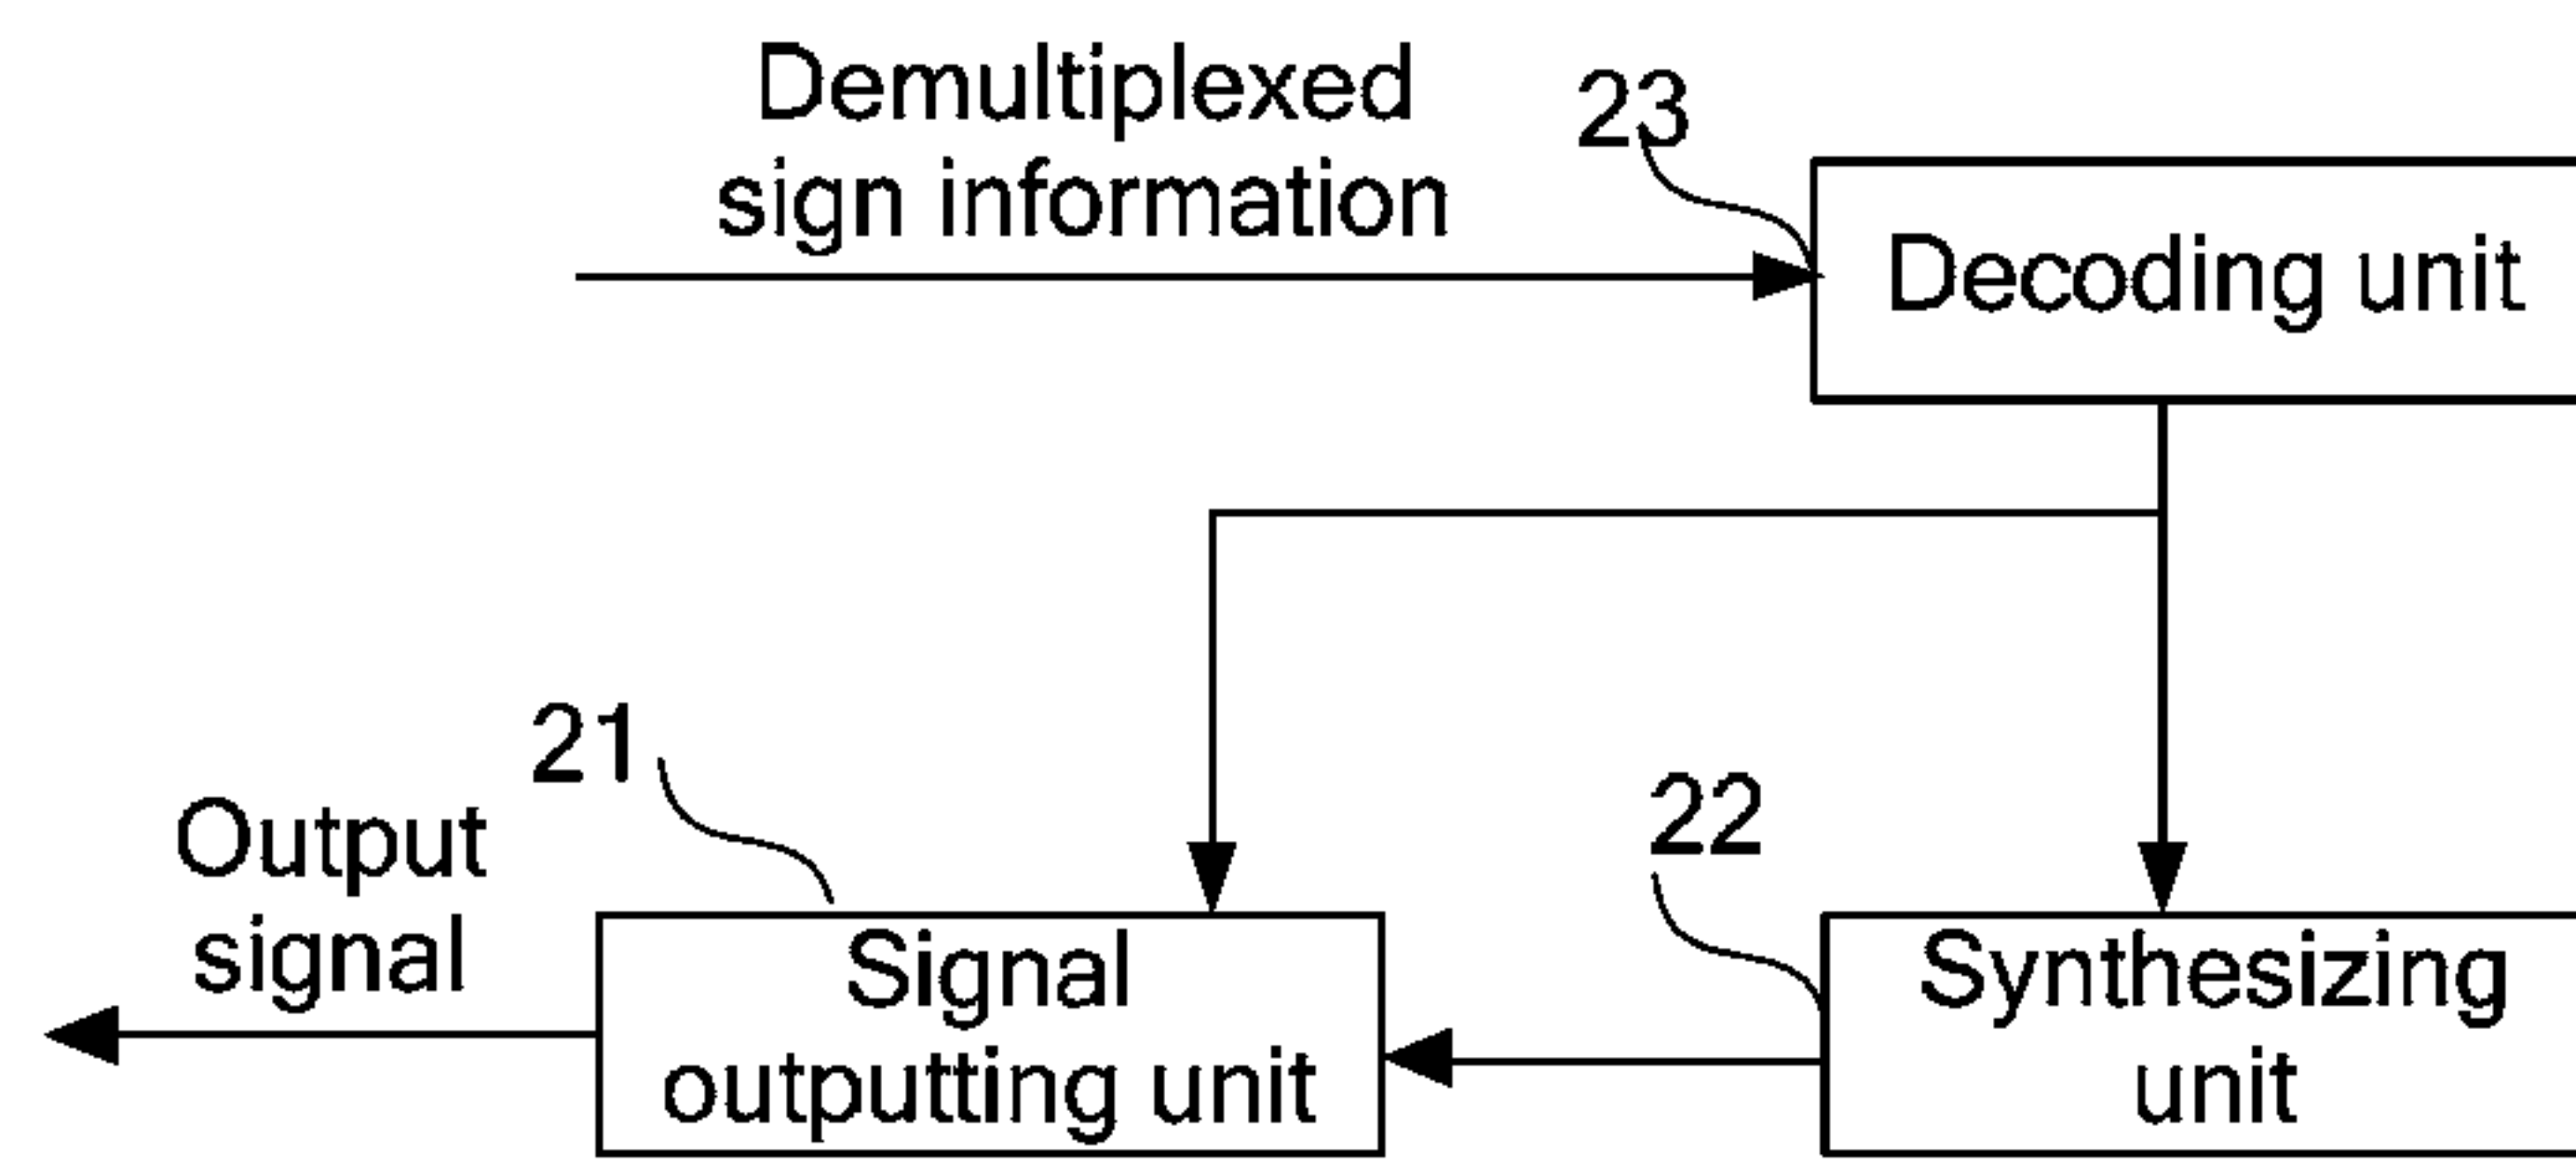 Demultiplexed
sign information
23
Decoding unit
21
22
Output
signal
Signal
outputting unit
Synthesizing
unit